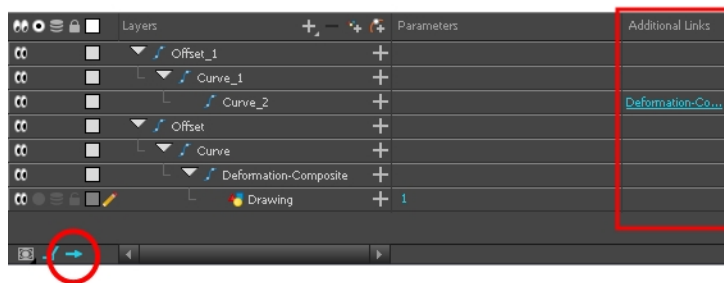 Layers Parameters Additional Links
Offset_1
Curve_1
Curve_2 Deformation-Co...
Offset
Curve
Deformation-Composite
Drawing 1